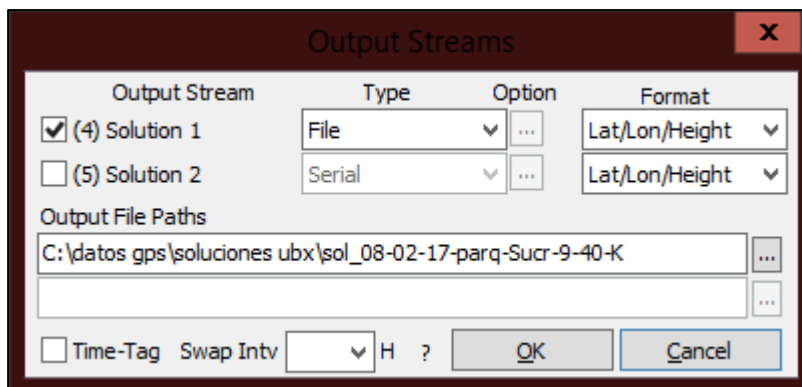 Output Streams x
Output Stream Type Option Format
(4) Solution 1 File ... Lat/Lon/Height
(5) Solution 2 Serial ... Lat/Lon/Height
Output File Paths
C:\datos gps\soluciones ubx\sol_08-02-17-parq-Sucr-9-40-K ...
...
Time-Tag Swap Intv H ? OK Cancel